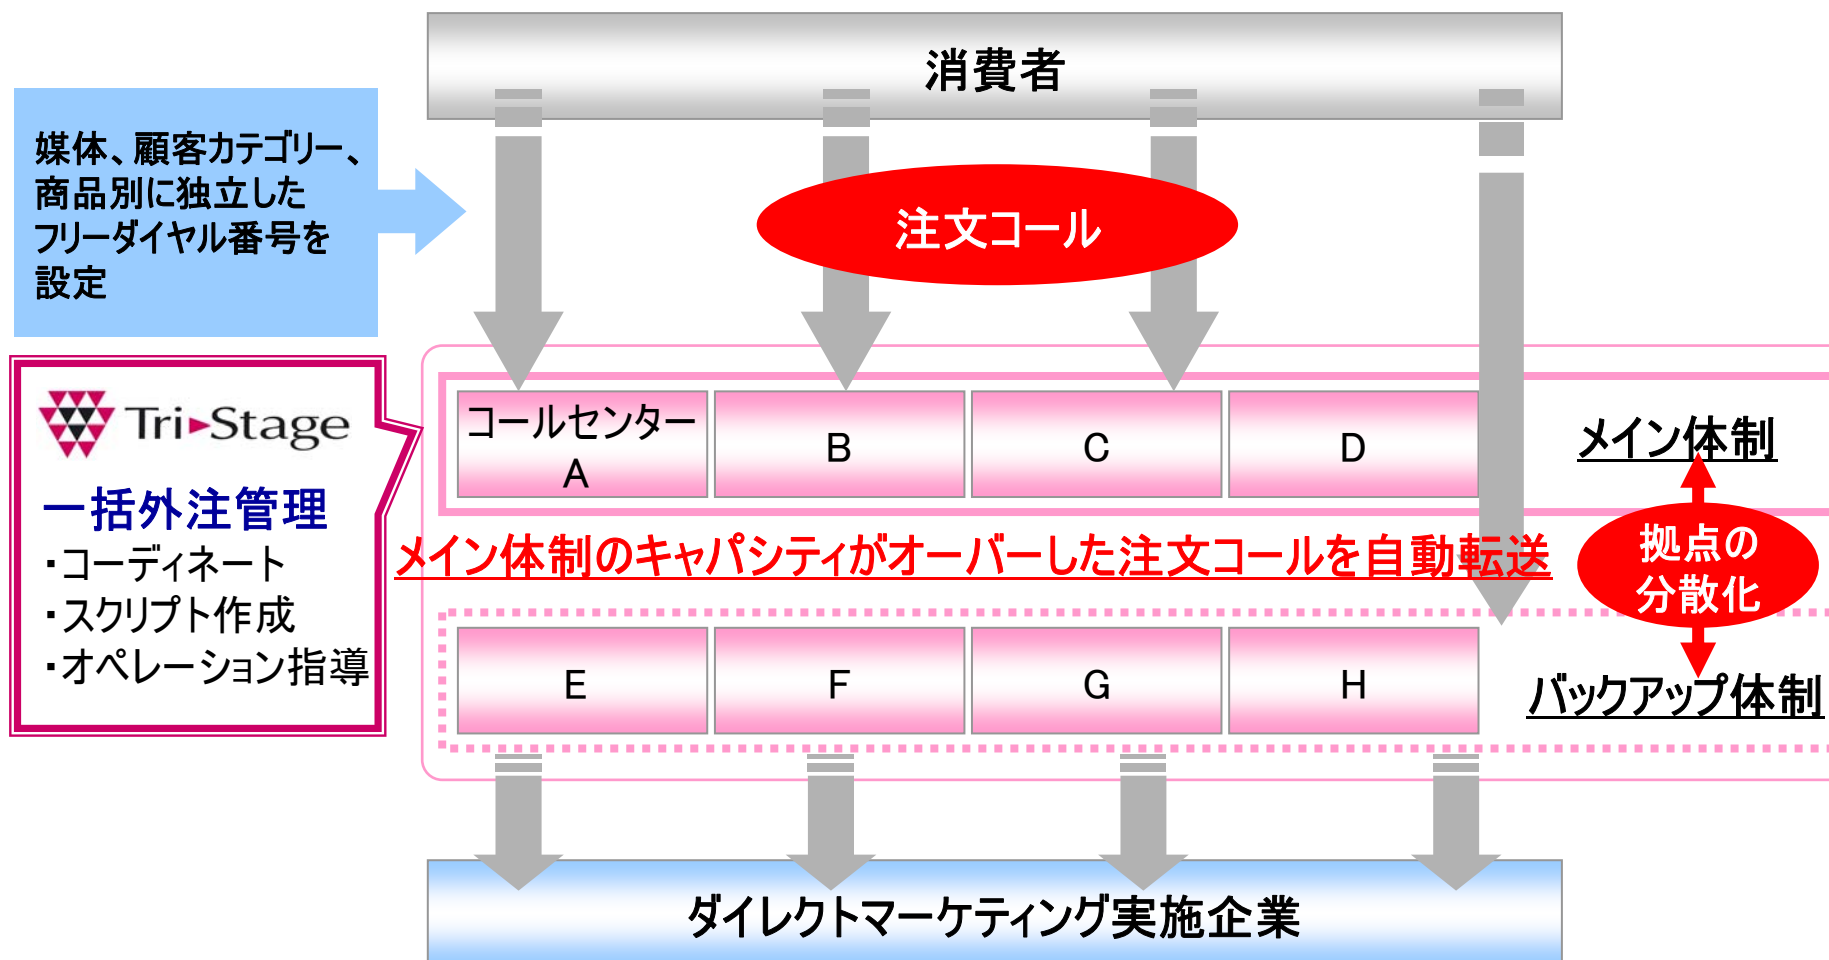 消費者
媒体、顧客カテゴリー、
商品別に独立した
フリーダイヤル番号を
設定
注文コール
Tri-Stage
一括外注管理
・コーディネート
・スクリプト作成
・オペレーション指導
コールセンター
A
B
C
D
メイン体制
メイン体制のキャパシティがオーバーした注文コールを自動転送
拠点の
分散化
E
F
G
H
バックアップ体制
ダイレクトマーケティング実施企業